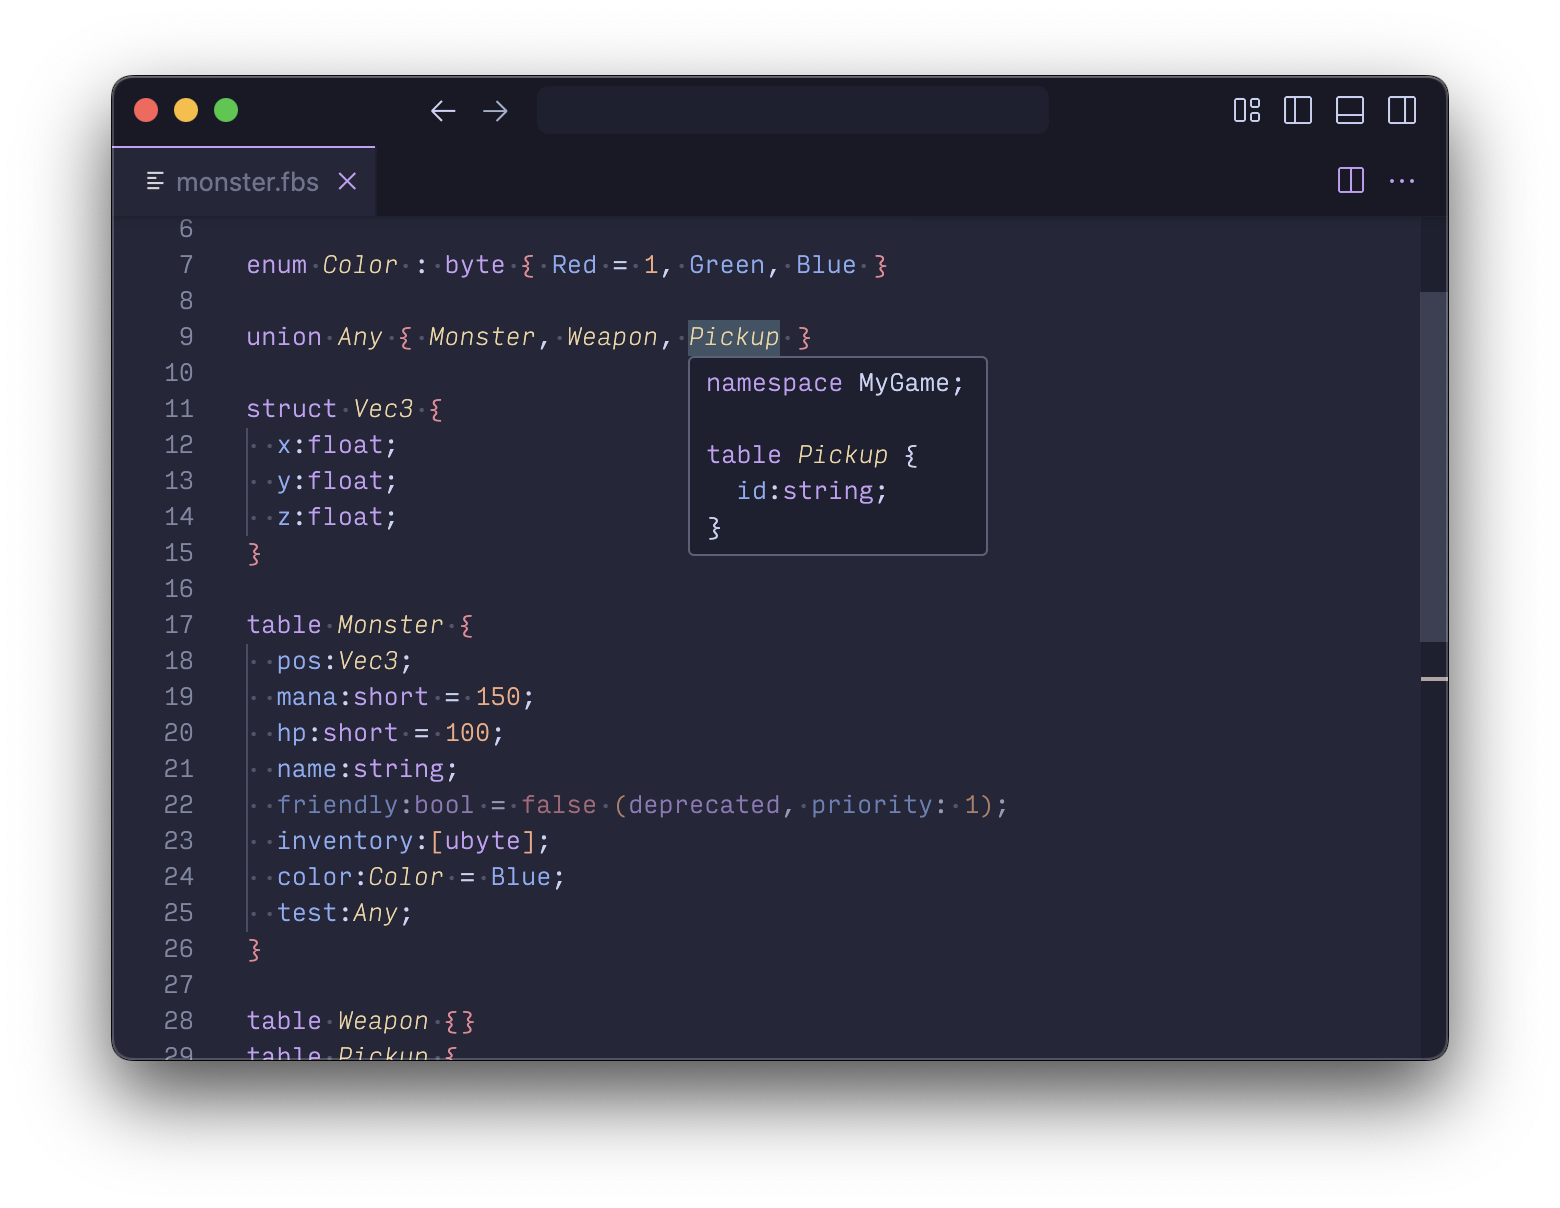 monster.fbs
6
7 enum Color : byte { Red = 1, Green, Blue }
8
9 union Any { Monster, Weapon, Pickup }
namespace MyGame;
table Pickup {
id:string;
}
10
11 struct Vec3 {
12 x:float;
13 y:float;
14 z:float;
15 }
16
17 table Monster {
18 pos:Vec3;
19 mana:short = 150;
20 hp:short = 100;
21 name:string;
22 friendly:bool = false (deprecated, priority: 1);
23 inventory:[ubyte];
24 color:Color = Blue;
25 test:Any;
26 }
27
28 table Weapon {}
29 table Pickup {